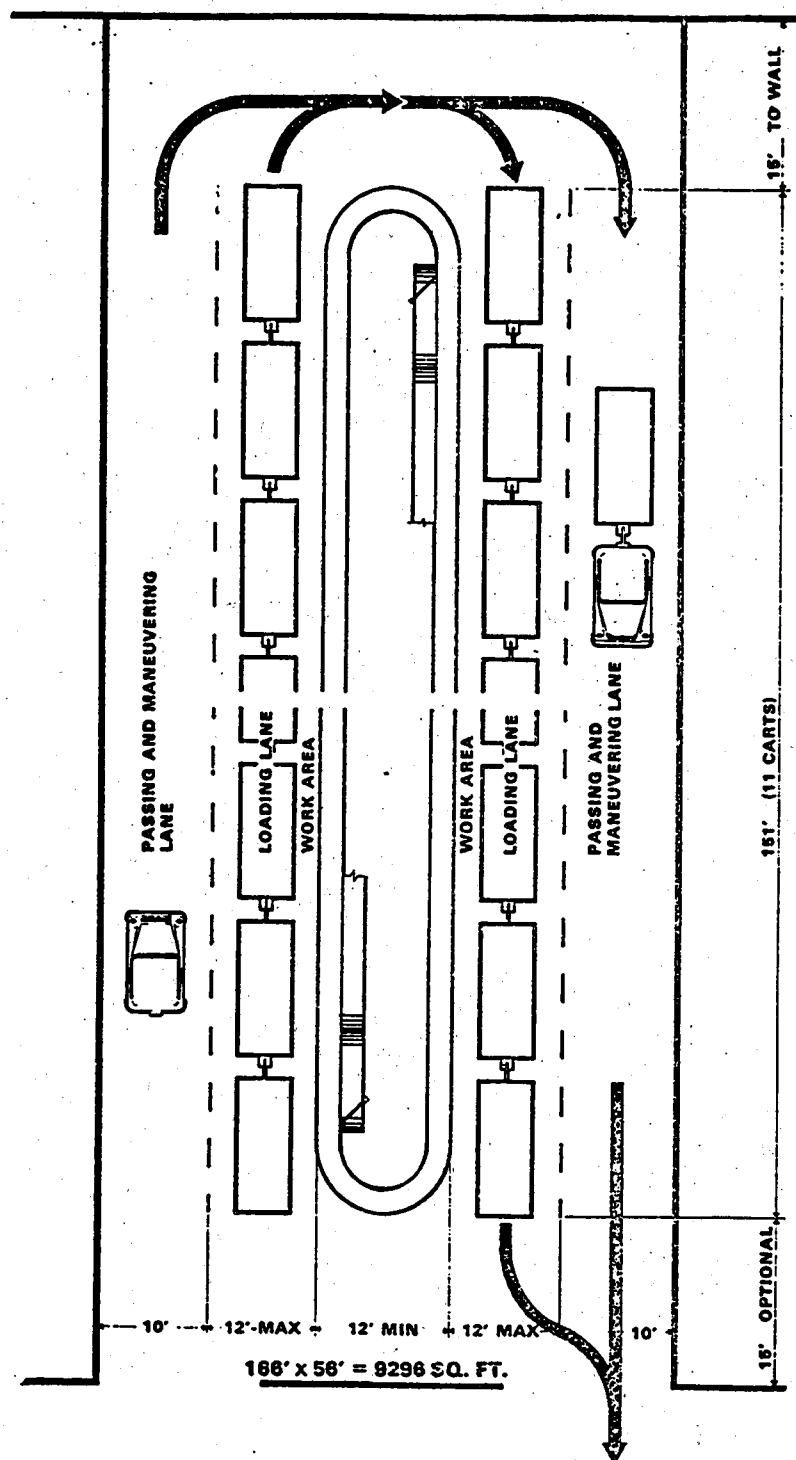 15' TO WALL
PASSING AND MANEUVERING
LANE
LOADING LANE
WORK AREA
WORK AREA
LOADING LANE
PASSING AND
MANEUVERING LANE
151' (11 CARTS)
15' OPTIONAL
10'
12' MAX
12' MIN
12' MAX
10'
166' x 56' = 9296 SQ. FT.